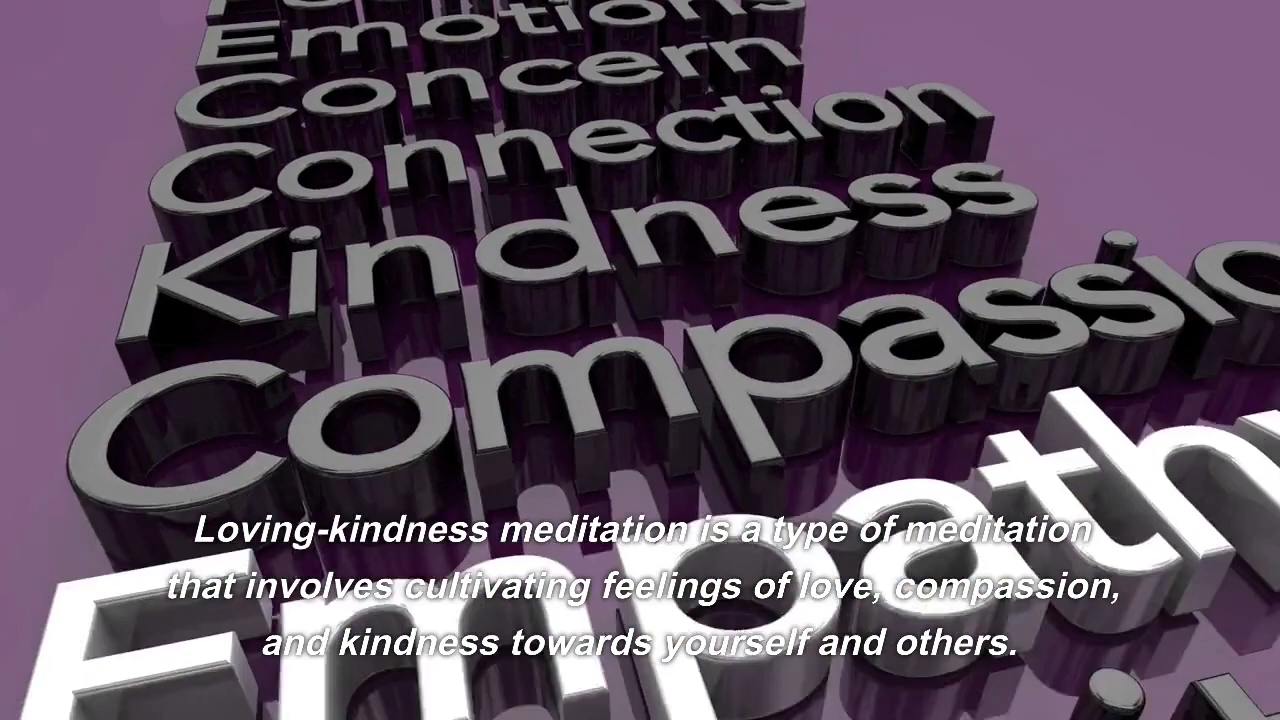 Emotions
Concern
Connection
Kindness
Compassio
Empath
Loving-kindness meditation is a type of meditation
that involves cultivating feelings of love, compassion,
and kindness towards yourself and others.